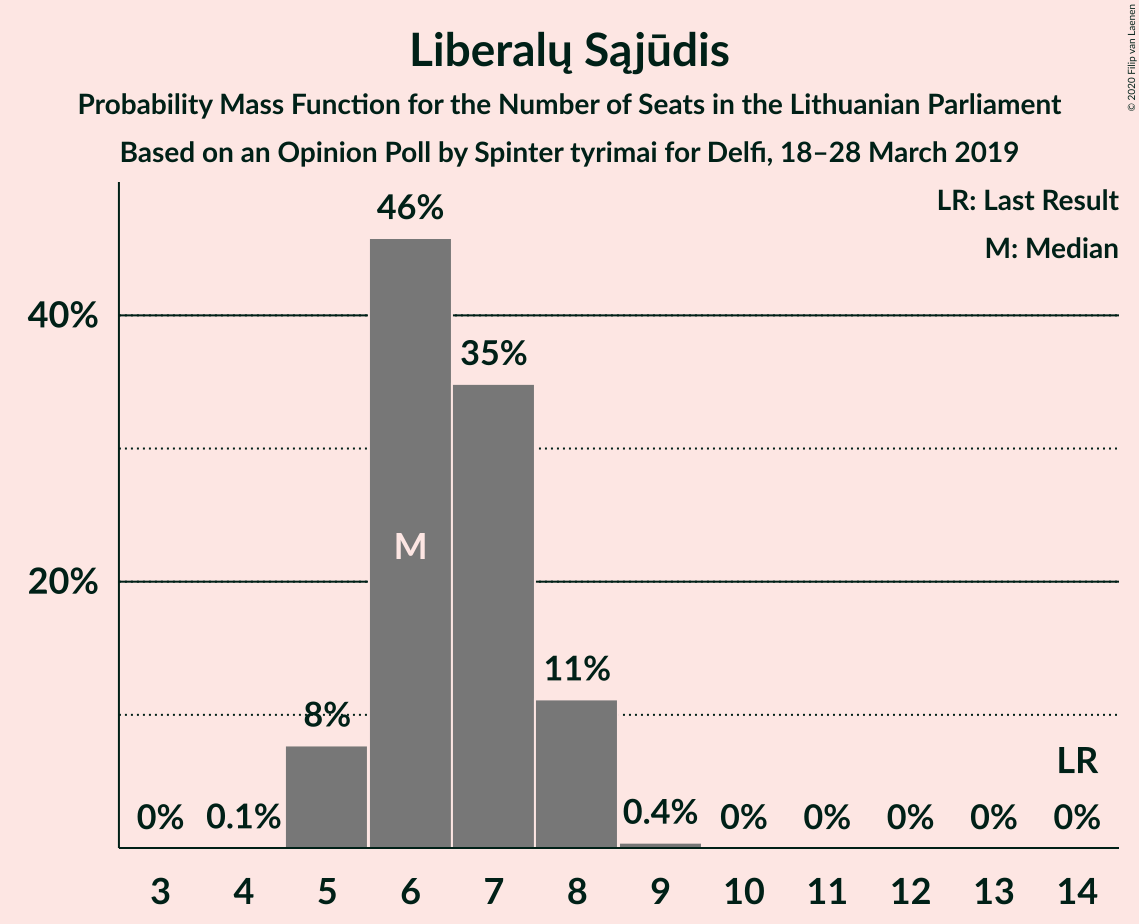 Liberalų Sąjūdis
Probability Mass Function for the Number of Seats in the Lithuanian Parliament
Based on an Opinion Poll by Spinter tyrimai for Delfi, 18–28 March 2019
© 2020 Filip van Laenen
LR: Last Result
M: Median
46%
40%
35%
M
20%
11%
8%
LR
0% 0.1% 0.4% 0% 0% 0% 0% 0%
3 4 5 6 7 8 9 10 11 12 13 14